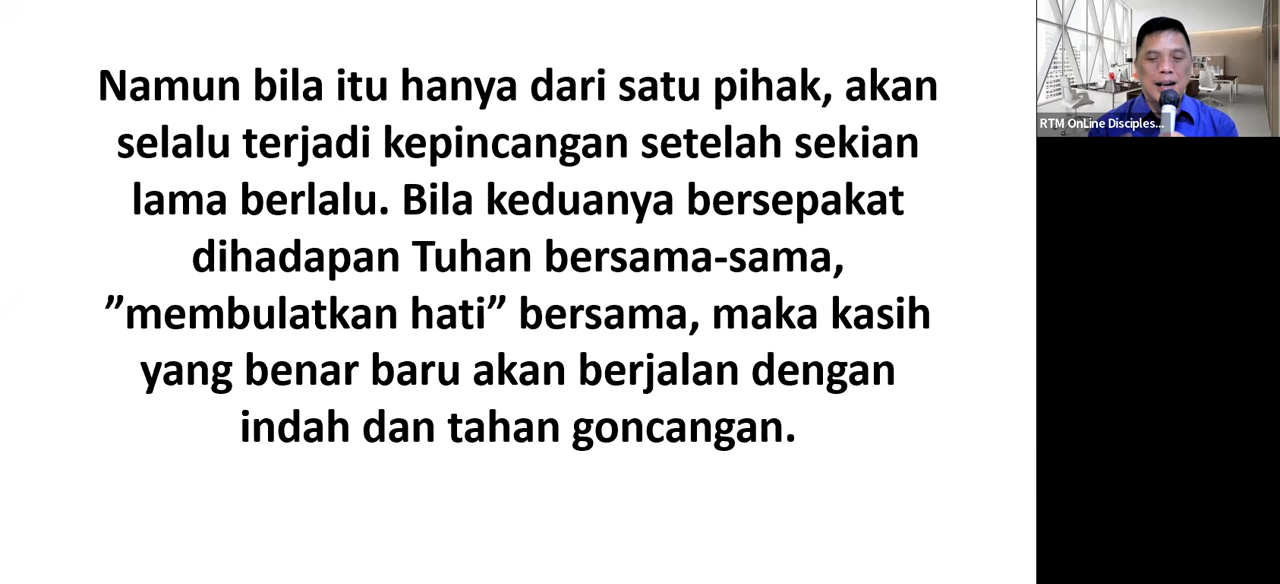 Namun bila itu hanya dari satu pihak, akan
selalu terjadi kepincangan setelah sekian
lama berlalu. Bila keduanya bersepakat
dihadapan Tuhan bersama-sama,
”membulatkan hati” bersama, maka kasih
yang benar baru akan berjalan dengan
indah dan tahan goncangan.
RTM OnLine Disciples...